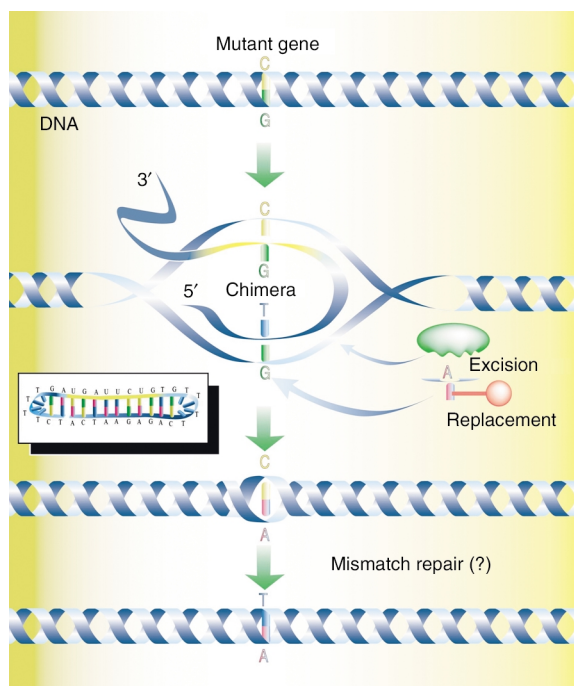 Mutant gene
C
DNA
G
3′
C
G
5′ Chimera
T
G
A
Excision
Replacement
T T G A U G A U U C U G U G T T
T T
T T
T C T A C T A A G A G A C T
C
A
Mismatch repair (?)
T
A